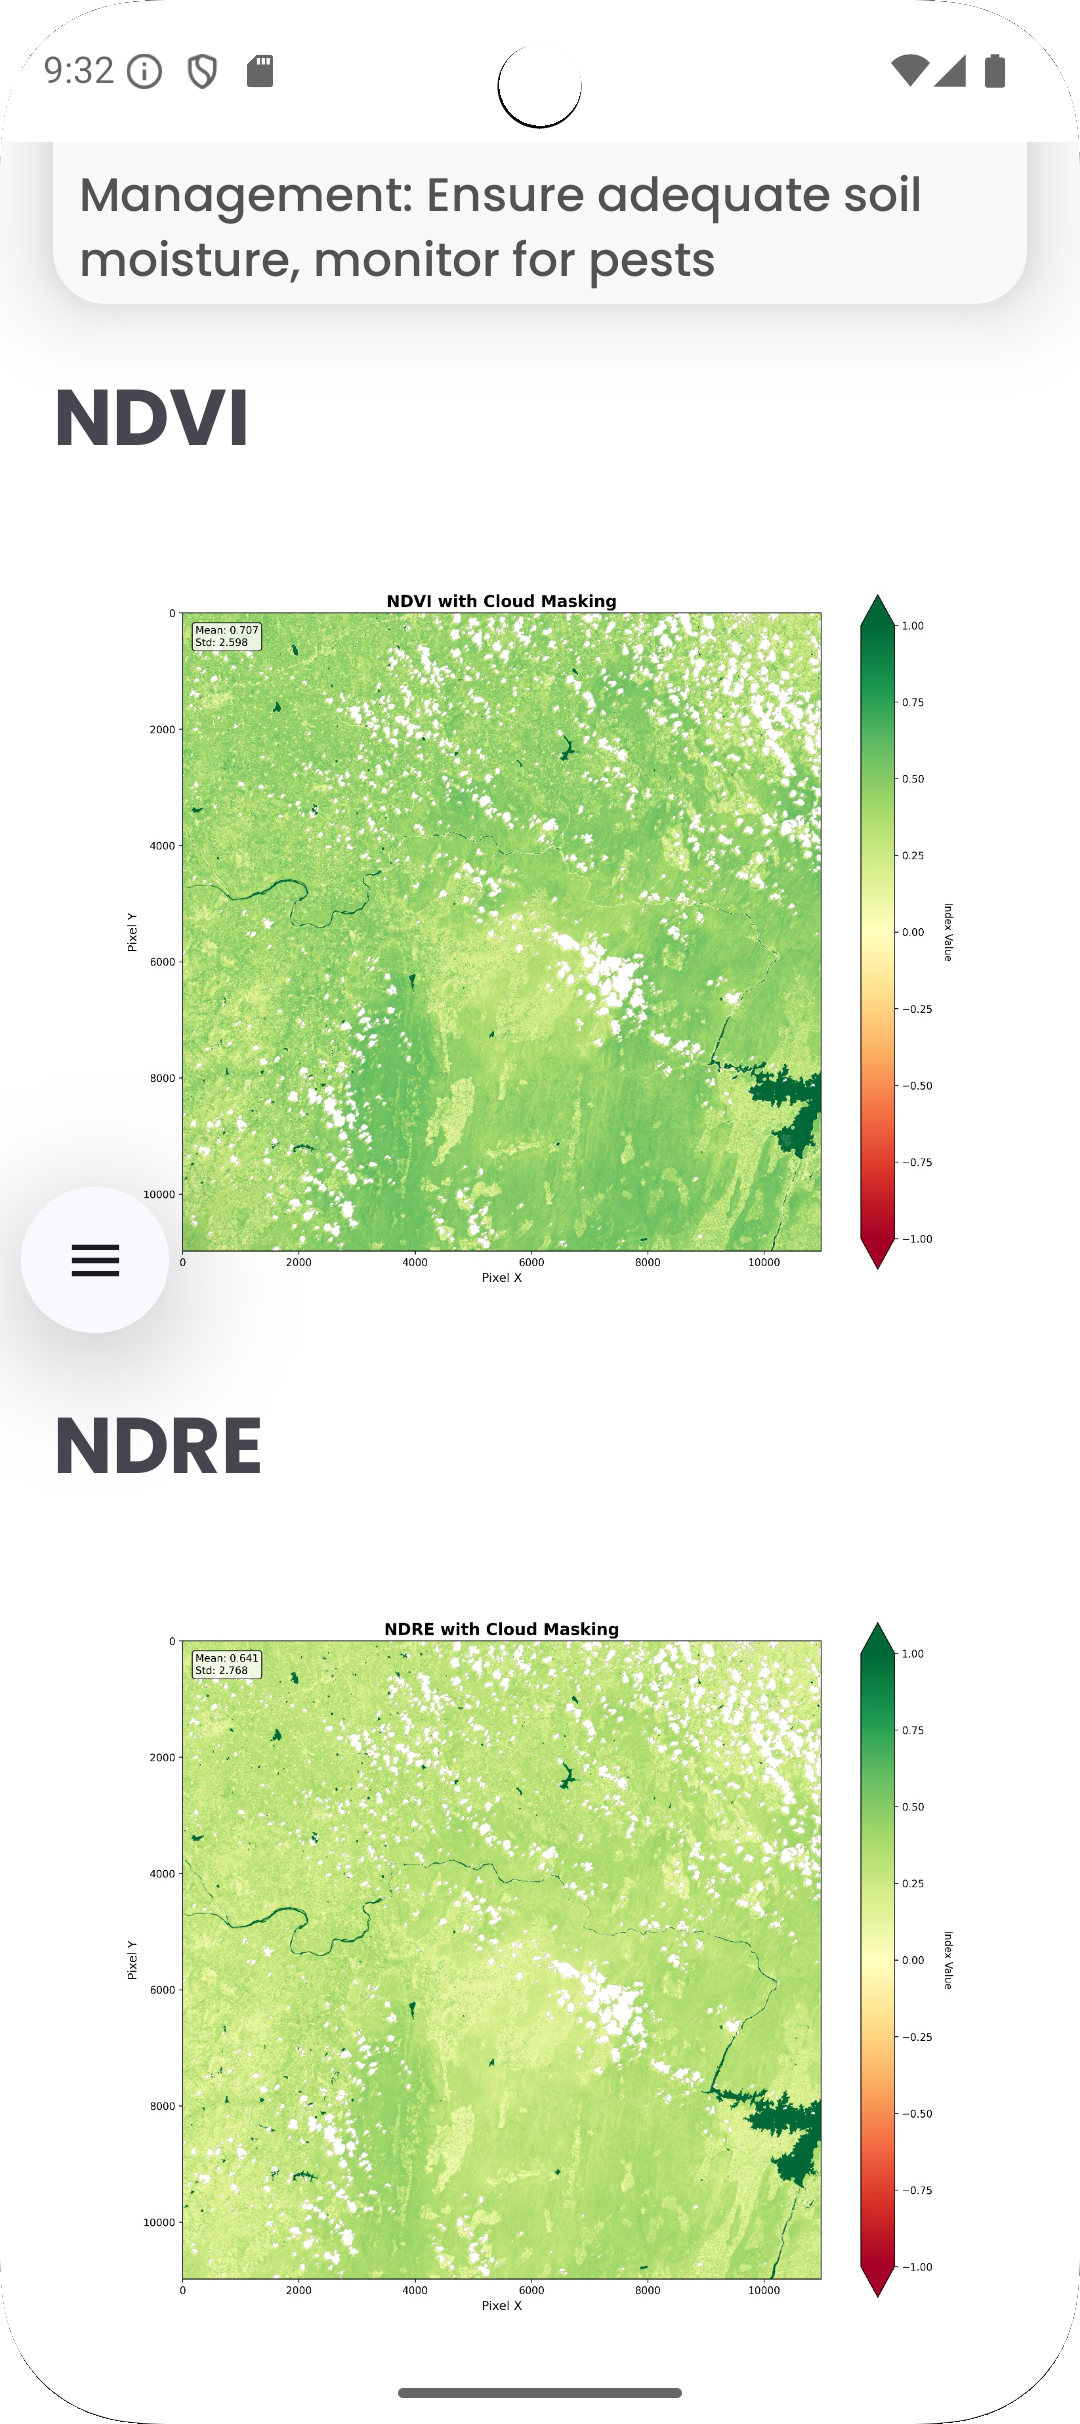 9:32
Management: Ensure adequate soil
moisture, monitor for pests
NDVI
NDVI with Cloud Masking
Mean: 0.707
Std: 2.598
0
2000
4000
6000
8000
10000
Pixel Y
0 2000 4000 6000 8000 10000
Pixel X
1.00
0.75
0.50
0.25
0.00
−0.25
−0.50
−0.75
−1.00
Index Value
NDRE
NDRE with Cloud Masking
Mean: 0.641
Std: 2.768
0
2000
4000
6000
8000
10000
Pixel Y
0 2000 4000 6000 8000 10000
Pixel X
1.00
0.75
0.50
0.25
0.00
−0.25
−0.50
−0.75
−1.00
Index Value